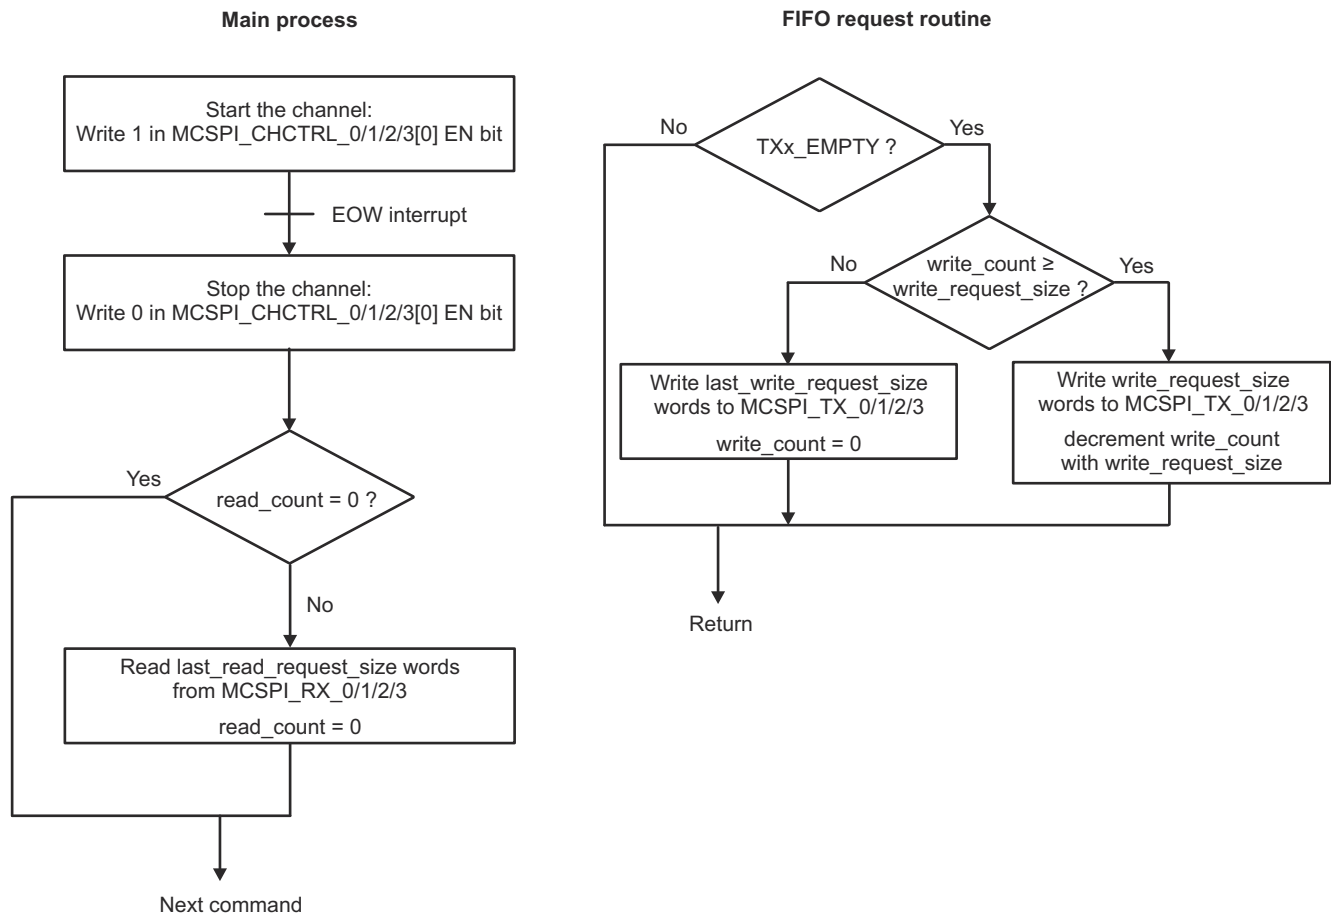 Main process
Start the channel:
Write 1 in MCSPI_CHCTRL_0/1/2/3[0] EN bit
EOW interrupt
Stop the channel:
Write 0 in MCSPI_CHCTRL_0/1/2/3[0] EN bit
Yes
read_count = 0 ?
No
Read last_read_request_size words
from MCSPI_RX_0/1/2/3
read_count = 0
Next command
FIFO request routine
No
TXx_EMPTY ?
Yes
No
write_count ≥
write_request_size ?
Yes
Write last_write_request_size
words to MCSPI_TX_0/1/2/3
write_count = 0
Write write_request_size
words to MCSPI_TX_0/1/2/3
decrement write_count
with write_request_size
Return